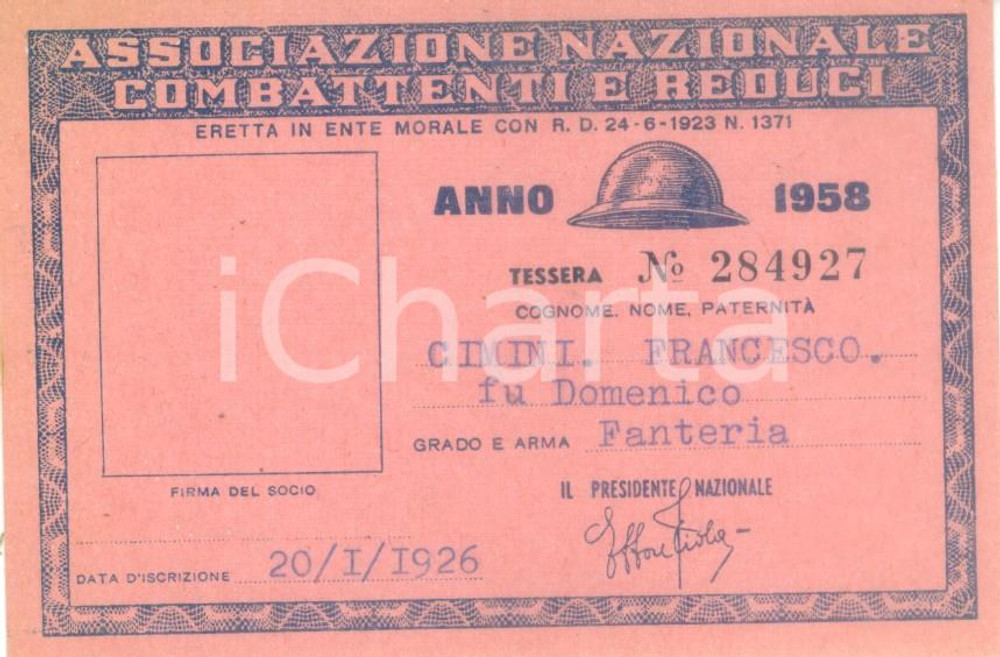 ASSOCIAZIONE NAZIONALE
COMBATTENTI E REDUCI
ERETTA IN ENTE MORALE CON R. D. 24-6-1923 N. 1371
ANNO 1958
TESSERA Nº 284927
COGNOME. NOME. PATERNITÀ
CIMINI. FRANCESCO.
fu Domenico
GRADO E ARMA Fanteria
FIRMA DEL SOCIO
IL PRESIDENTE NAZIONALE
DATA D'ISCRIZIONE 20/I/I926
iCharta